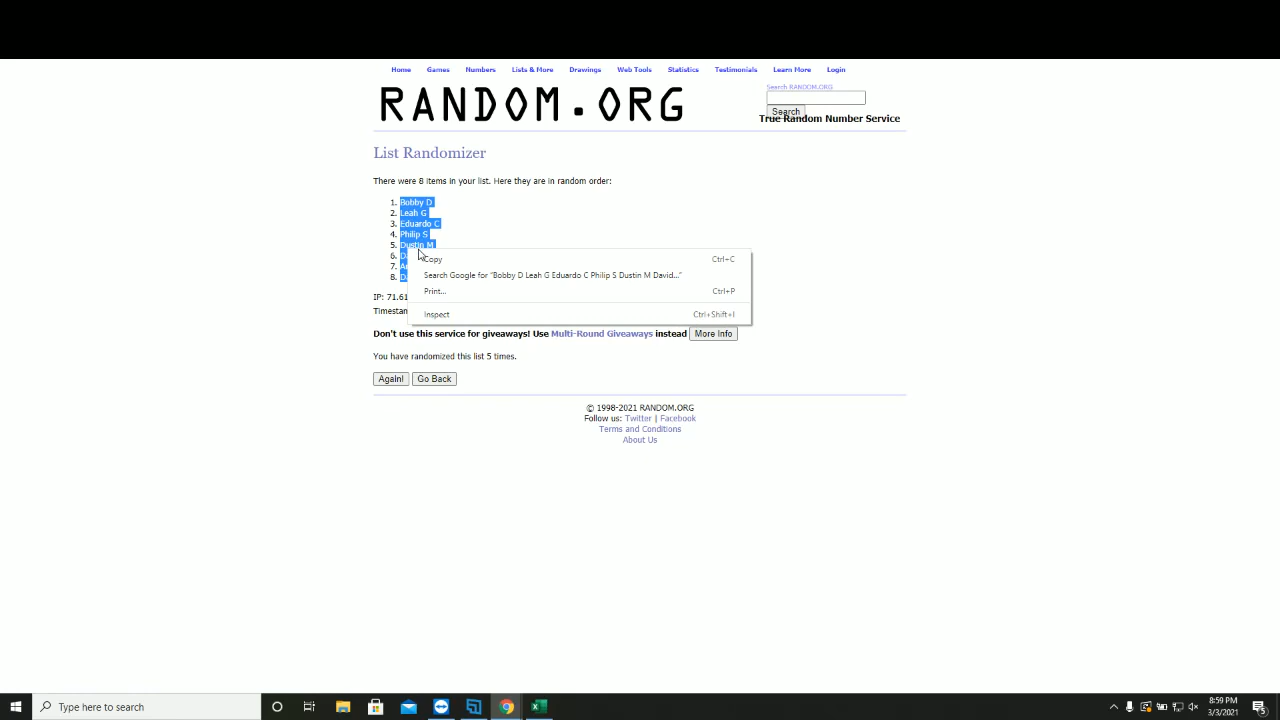 Home Games Numbers Lists & More Drawings Web Tools Statistics Testimonials Learn More Login
RANDOM.ORG
Search RANDOM.ORG
Search
True Random Number Service
List Randomizer
There were 8 items in your list. Here they are in random order:
1. Bobby D
2. Leah G
3. Eduardo C
4. Philip S
5. Dustin M
6.
7.
8.
Copy Ctrl+C
Search Google for “Bobby D Leah G Eduardo C Philip S Dustin M David...”
Print... Ctrl+P
Inspect Ctrl+Shift+I
IP: 71.61
Timestan
Don't use this service for giveaways! Use Multi-Round Giveaways instead More Info
You have randomized this list 5 times.
Again! Go Back
© 1998-2021 RANDOM.ORG
Follow us: Twitter | Facebook
Terms and Conditions
About Us
Type here to search
8:59 PM
3/3/2021